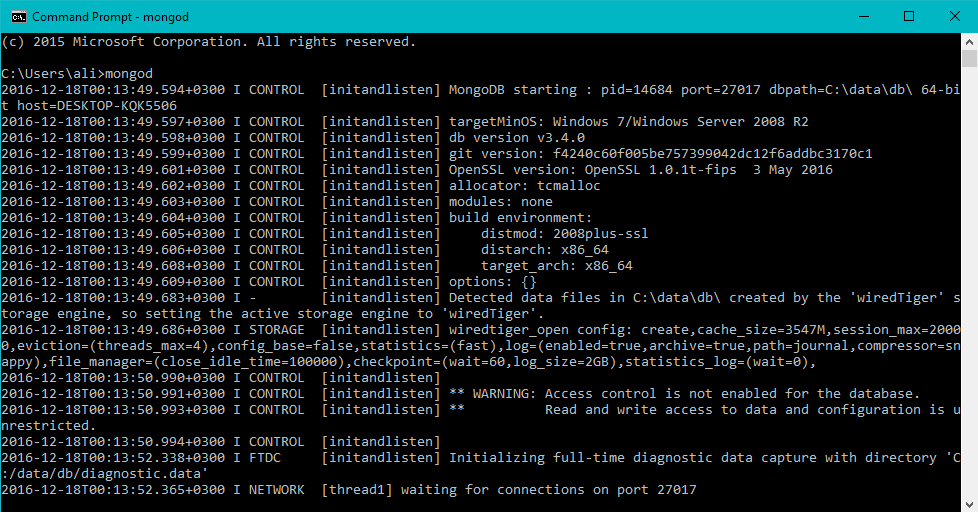 Command Prompt - mongod
(c) 2015 Microsoft Corporation. All rights reserved.
C:\Users\ali>mongod
2016-12-18T00:13:49.594+0300 I CONTROL  [initandlisten] MongoDB starting : pid=14684 port=27017 dbpath=C:\data\db\ 64-bi
t host=DESKTOP-KQK5506
2016-12-18T00:13:49.597+0300 I CONTROL  [initandlisten] targetMinOS: Windows 7/Windows Server 2008 R2
2016-12-18T00:13:49.598+0300 I CONTROL  [initandlisten] db version v3.4.0
2016-12-18T00:13:49.599+0300 I CONTROL  [initandlisten] git version: f4240c60f005be757399042dc12f6addbc3170c1
2016-12-18T00:13:49.601+0300 I CONTROL  [initandlisten] OpenSSL version: OpenSSL 1.0.1t-fips  3 May 2016
2016-12-18T00:13:49.602+0300 I CONTROL  [initandlisten] allocator: tcmalloc
2016-12-18T00:13:49.603+0300 I CONTROL  [initandlisten] modules: none
2016-12-18T00:13:49.604+0300 I CONTROL  [initandlisten] build environment:
2016-12-18T00:13:49.605+0300 I CONTROL  [initandlisten]     distmod: 2008plus-ssl
2016-12-18T00:13:49.606+0300 I CONTROL  [initandlisten]     distarch: x86_64
2016-12-18T00:13:49.608+0300 I CONTROL  [initandlisten]     target_arch: x86_64
2016-12-18T00:13:49.609+0300 I CONTROL  [initandlisten] options: {}
2016-12-18T00:13:49.683+0300 I -        [initandlisten] Detected data files in C:\data\db\ created by the 'wiredTiger' s
torage engine, so setting the active storage engine to 'wiredTiger'.
2016-12-18T00:13:49.686+0300 I STORAGE  [initandlisten] wiredtiger_open config: create,cache_size=3547M,session_max=2000
0,eviction=(threads_max=4),config_base=false,statistics=(fast),log=(enabled=true,archive=true,path=journal,compressor=sn
appy),file_manager=(close_idle_time=100000),checkpoint=(wait=60,log_size=2GB),statistics_log=(wait=0),
2016-12-18T00:13:50.990+0300 I CONTROL  [initandlisten]
2016-12-18T00:13:50.991+0300 I CONTROL  [initandlisten] ** WARNING: Access control is not enabled for the database.
2016-12-18T00:13:50.993+0300 I CONTROL  [initandlisten] **          Read and write access to data and configuration is u
nrestricted.
2016-12-18T00:13:50.994+0300 I CONTROL  [initandlisten]
2016-12-18T00:13:52.338+0300 I FTDC     [initandlisten] Initializing full-time diagnostic data capture with directory 'C
:/data/db/diagnostic.data'
2016-12-18T00:13:52.365+0300 I NETWORK  [thread1] waiting for connections on port 27017